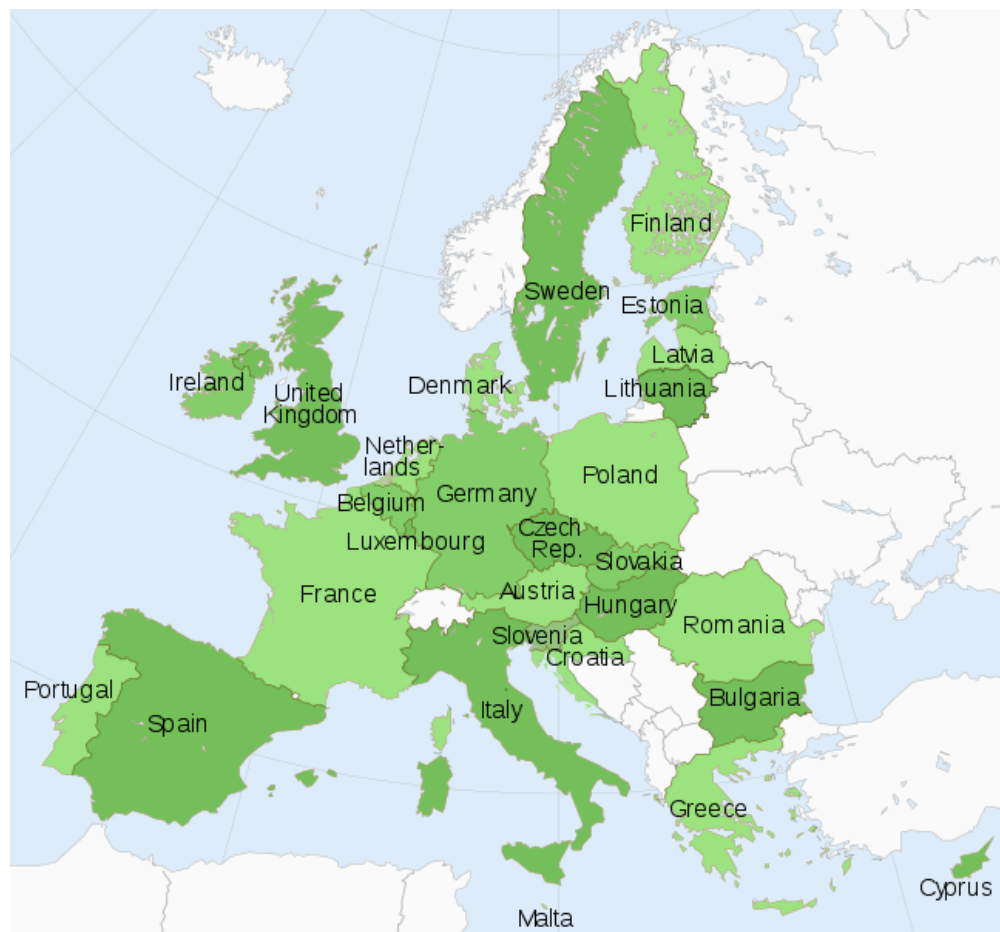 Finland
Sweden
Estonia
Latvia
Lithuania
Denmark
Ireland
United
Kingdom
Nether-
lands
Belgium
Germany
Poland
Luxembourg
Czech
Rep.
Slovakia
France
Austria
Hungary
Slovenia
Croatia
Romania
Portugal
Spain
Italy
Bulgaria
Greece
Cyprus
Malta